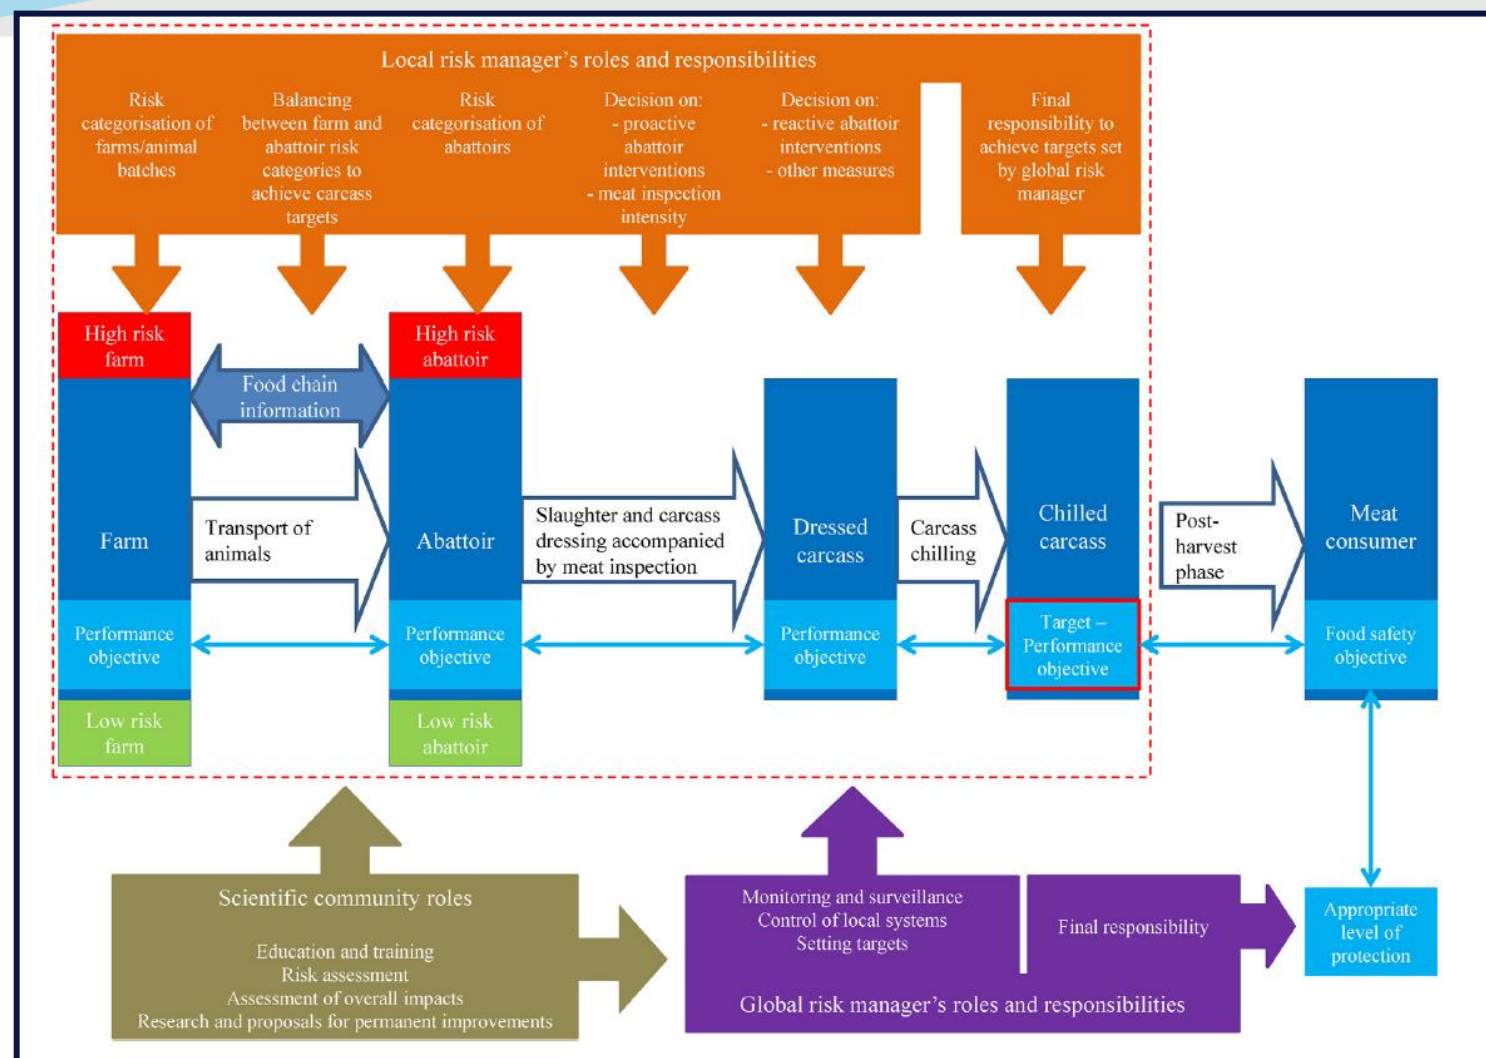 Local risk manager’s roles and responsibilities
Risk
categorisation of
farms/animal
batches
Balancing
between farm and
abattoir risk
categories to
achieve carcass
targets
Risk
categorisation of
abattoirs
Decision on:
- proactive
abattoir
interventions
- meat inspection
intensity
Decision on:
- reactive abattoir
interventions
- other measures
Final
responsibility to
achieve targets set
by global risk
manager
High risk
farm
High risk
abattoir
Food chain
information
Farm
Transport of
animals
Abattoir
Slaughter and carcass
dressing accompanied
by meat inspection
Dressed
carcass
Carcass
chilling
Chilled
carcass
Post-
harvest
phase
Meat
consumer
Performance
objective
Performance
objective
Performance
objective
Target –
Performance
objective
Food safety
objective
Low risk
farm
Low risk
abattoir
Scientific community roles
Education and training
Risk assessment
Assessment of overall impacts
Research and proposals for permanent improvements
Monitoring and surveillance
Control of local systems
Setting targets
Final responsibility
Global risk manager’s roles and responsibilities
Appropriate
level of
protection